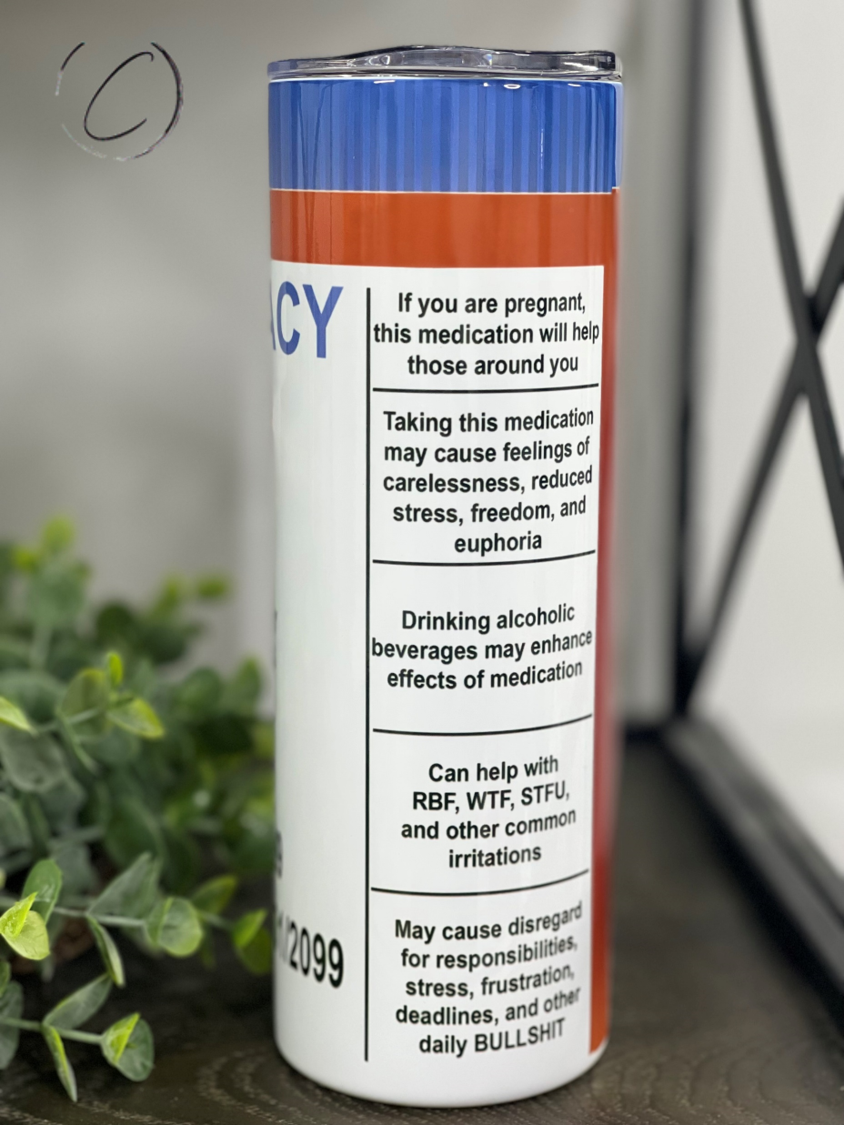 ACY
If you are pregnant,
this medication will help
those around you
Taking this medication
may cause feelings of
carelessness, reduced
stress, freedom, and
euphoria
Drinking alcoholic
beverages may enhance
effects of medication
Can help with
RBF, WTF, STFU,
and other common
irritations
May cause disregard
for responsibilities,
stress, frustration,
deadlines, and other
daily BULLSHIT
/2099